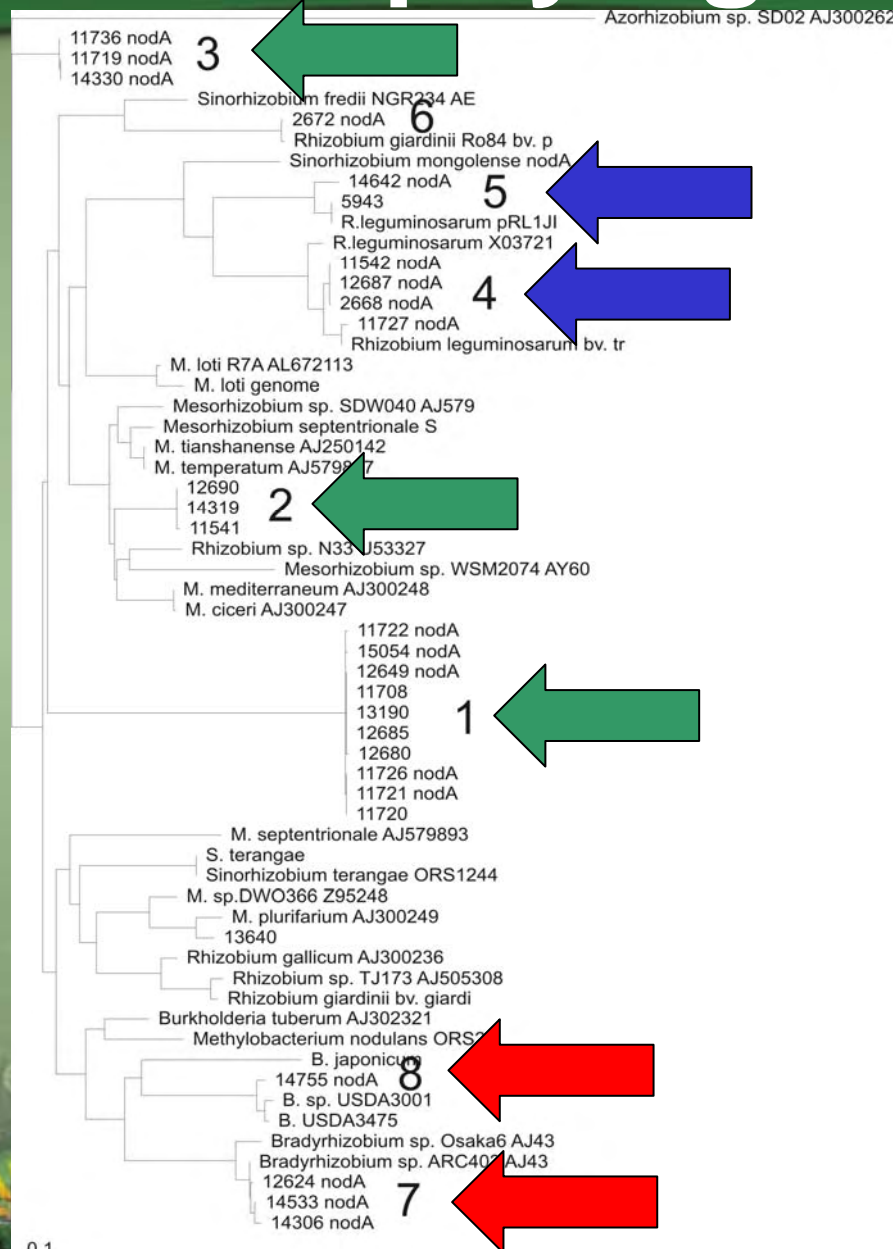 Azorhizobium sp. SD02 AJ300262
11736 nodA
11719 nodA
14330 nodA
3
Sinorhizobium fredii NGR234 AE
2672 nodA
6
Rhizobium giardinii Ro84 bv. p
Sinorhizobium mongolense nodA
14642 nodA
5
5943
R.leguminosarum pRL1JI
R.leguminosarum X03721
11542 nodA
12687 nodA
4
2668 nodA
11727 nodA
Rhizobium leguminosarum bv. tr
M. loti R7A AL672113
M. loti genome
Mesorhizobium sp. SDW040 AJ579
Mesorhizobium septentrionale S
M. tianshanense AJ250142
M. temperatum
12690
14319
2
11541
Rhizobium sp. N33
Mesorhizobium sp. WSM2074 AY60
M. mediterraneum AJ300248
M. ciceri AJ300247
11722 nodA
15054 nodA
12649 nodA
11708
13190
1
12685
12680
11726 nodA
11721 nodA
11720
M. septentrionale AJ579893
S. terangae
Sinorhizobium terangae ORS1244
M. sp.DWO366 Z95248
M. plurifarium AJ300249
13640
Rhizobium gallicum AJ300236
Rhizobium sp. TJ173 AJ505308
Rhizobium giardinii bv. giardi
Burkholderia tuberum AJ302321
Methylobacterium nodulans
B. japonicum
14755 nodA
8
B. sp. USDA3001
B. USDA3475
Bradyrhizobium sp. Osaka6 AJ43
Bradyrhizobium sp. AJ43
12624 nodA
14533 nodA
7
14306 nodA
0.1